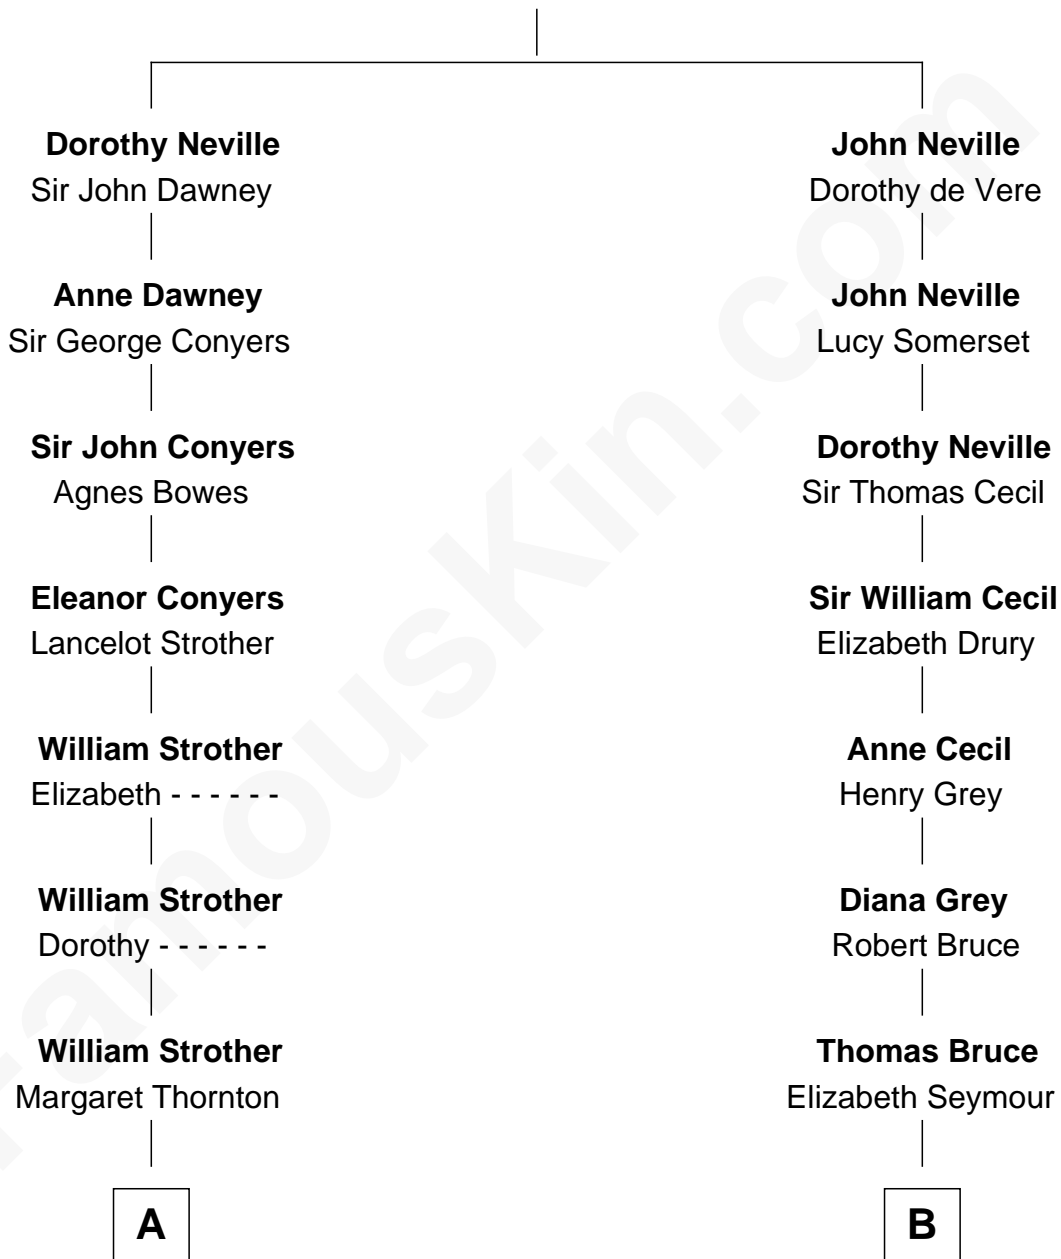 Dorothy Neville
Sir John Dawney
Anne Dawney
Sir George Conyers
Sir John Conyers
Agnes Bowes
Eleanor Conyers
Lancelot Strother
William Strother
Elizabeth - - - - - -
William Strother
Dorothy - - - - - -
William Strother
Margaret Thornton
A
John Neville
Dorothy de Vere
John Neville
Lucy Somerset
Dorothy Neville
Sir Thomas Cecil
Sir William Cecil
Elizabeth Drury
Anne Cecil
Henry Grey
Diana Grey
Robert Bruce
Thomas Bruce
Elizabeth Seymour
B
FamousKin.com